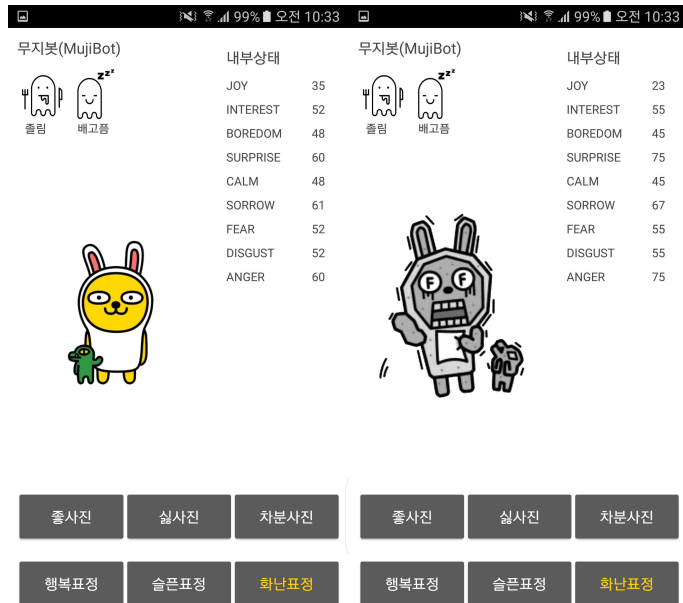 99% 오전 10:33
무지봇(MujiBot)
zzz
졸림 배고픔
내부상태
JOY 35
INTEREST 52
BOREDOM 48
SURPRISE 60
CALM 48
SORROW 61
FEAR 52
DISGUST 52
ANGER 60
좋사진 싫사진 차분사진
행복표정 슬픈표정 화난표정
99% 오전 10:33
무지봇(MujiBot)
zzz
졸림 배고픔
내부상태
JOY 23
INTEREST 55
BOREDOM 45
SURPRISE 75
CALM 45
SORROW 67
FEAR 55
DISGUST 55
ANGER 75
F F
좋사진 싫사진 차분사진
행복표정 슬픈표정 화난표정